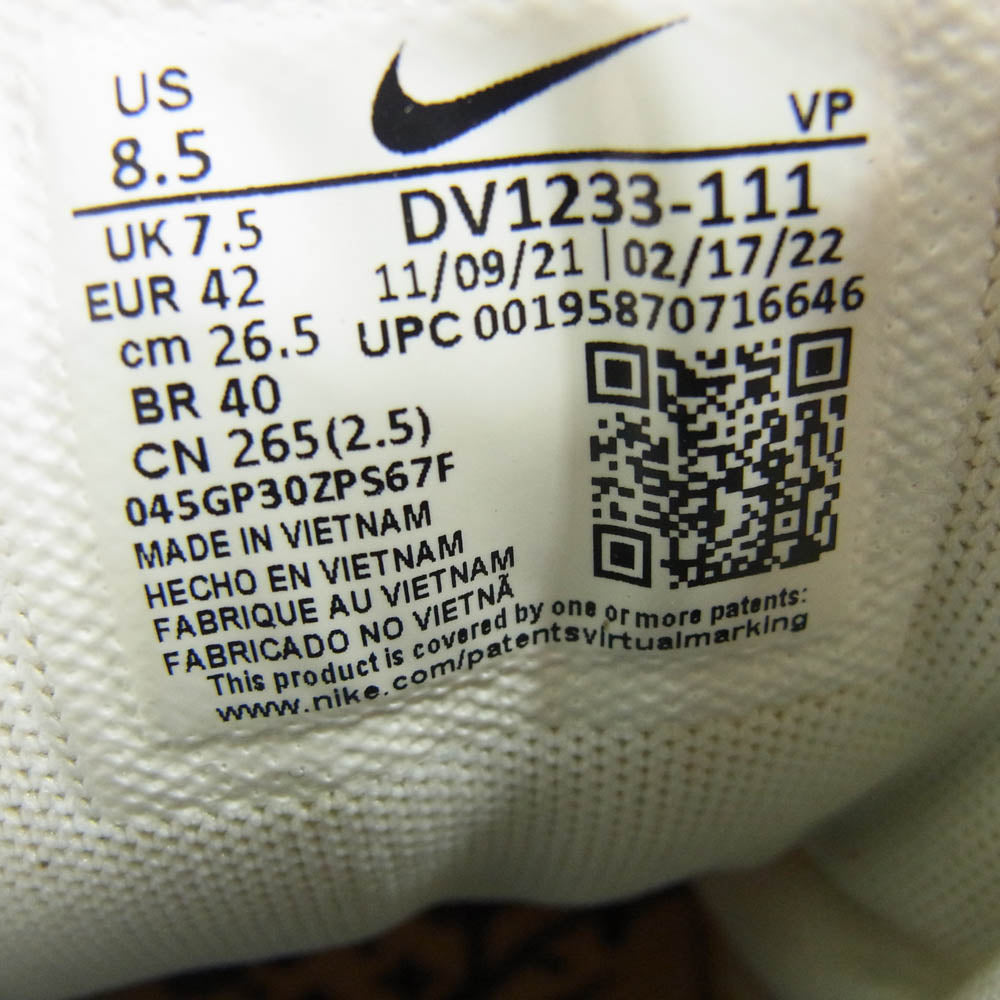 US
8.5
VP
UK 7.5
EUR 42
cm 26.5
BR 40
CN 265(2.5)
DV1233-111
11/09/21 | 02/17/22
UPC 00195870716646
045GP30ZPS67F
MADE IN VIETNAM
HECHO EN VIETNAM
FABRIQUE AU VIETNAM
FABRICADO NO VIETNÃ
This product is covered by one or more patents:
www.nike.com/patentsvirtualmarking